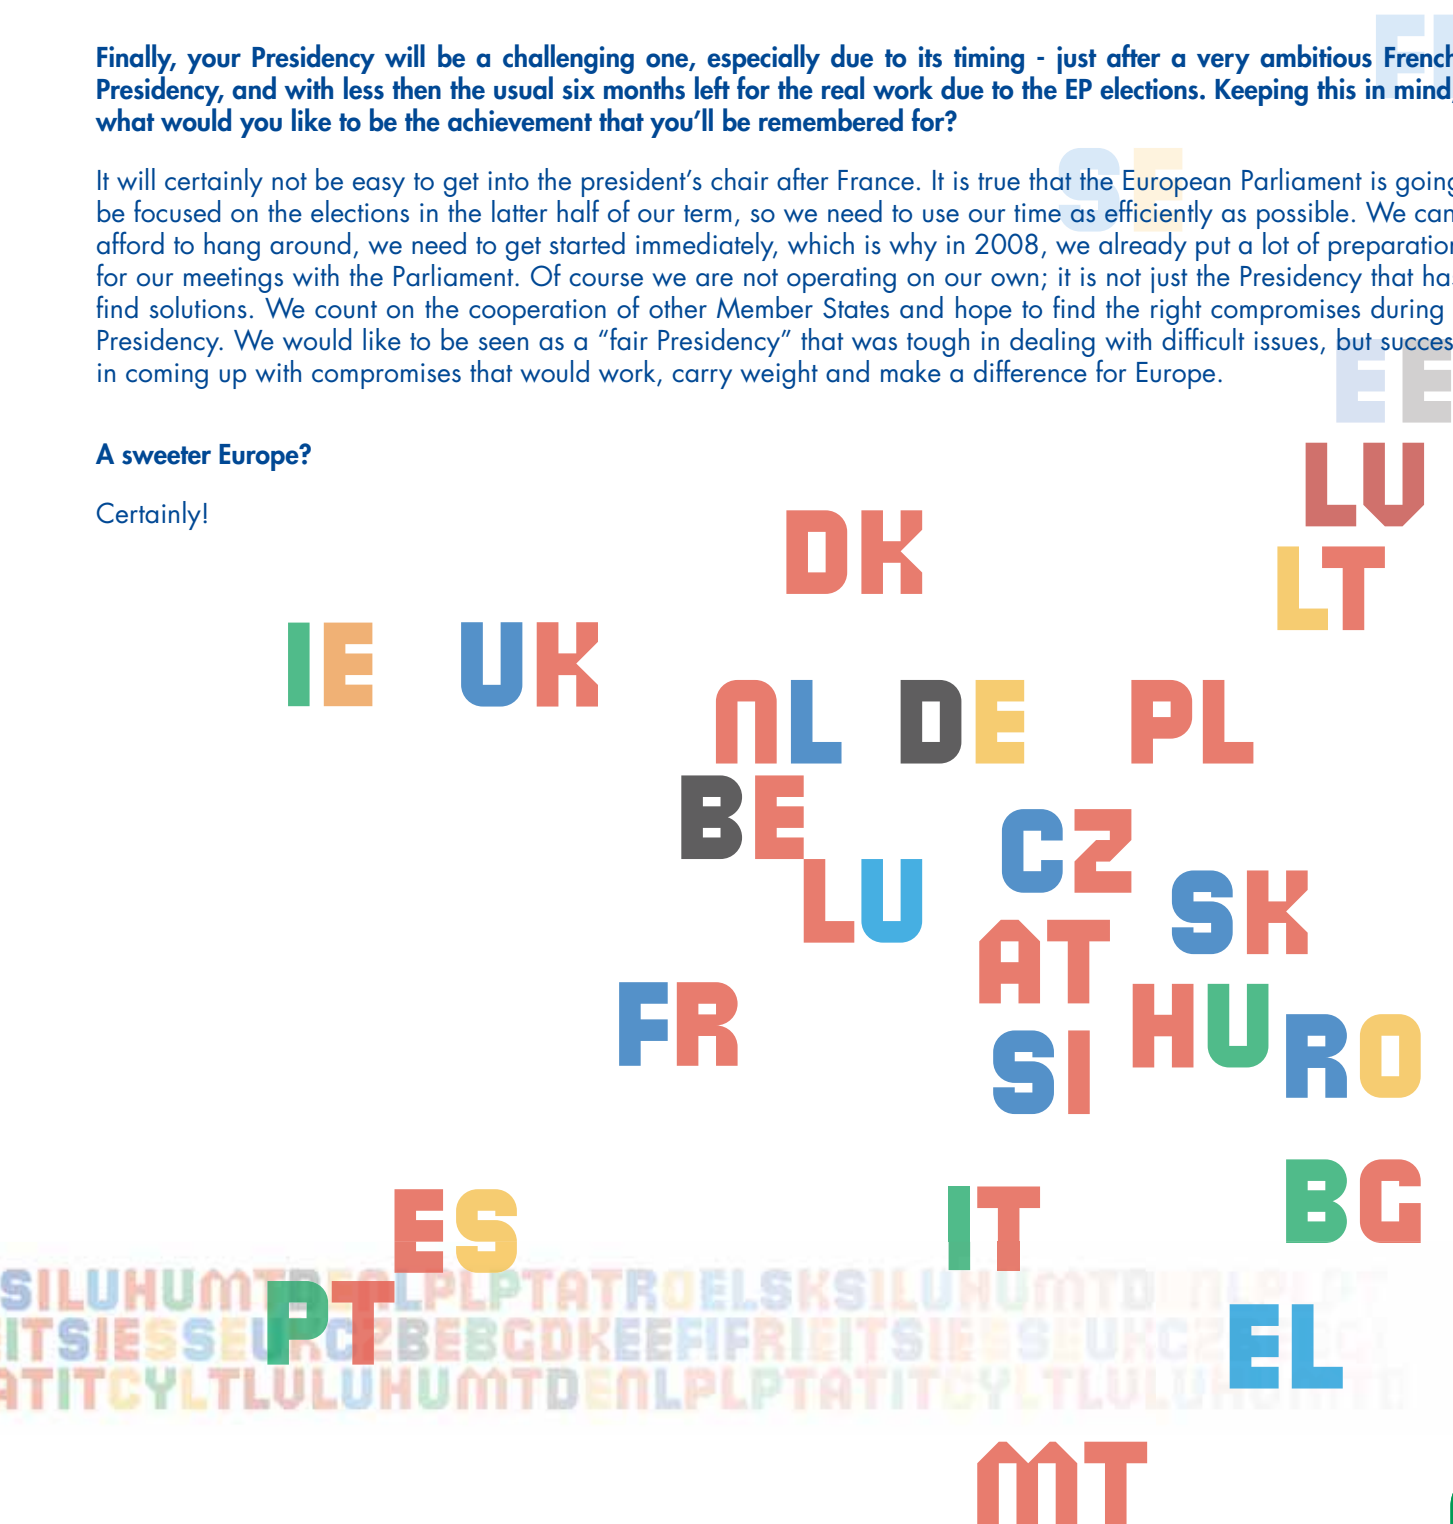 Finally, your Presidency will be a challenging one, especially due to its timing - just after a very ambitious French
Presidency, and with less then the usual six months left for the real work due to the EP elections. Keeping this in mind,
what would you like to be the achievement that you’ll be remembered for?
It will certainly not be easy to get into the president’s chair after France. It is true that the European Parliament is going
be focused on the elections in the latter half of our term, so we need to use our time as efficiently as possible. We can
afford to hang around, we need to get started immediately, which is why in 2008, we already put a lot of preparation
for our meetings with the Parliament. Of course we are not operating on our own; it is not just the Presidency that has
find solutions. We count on the cooperation of other Member States and hope to find the right compromises during
Presidency. We would like to be seen as a “fair Presidency” that was tough in dealing with difficult issues, but success
in coming up with compromises that would work, carry weight and make a difference for Europe.
SE
EE
A sweeter Europe?
LV
Certainly!
DK
LT
IE UK
NL DE PL
BE
CZ
LU
SK
AT
FR
HU
RO
SI
BG
ES
IT
PT
EL
MT